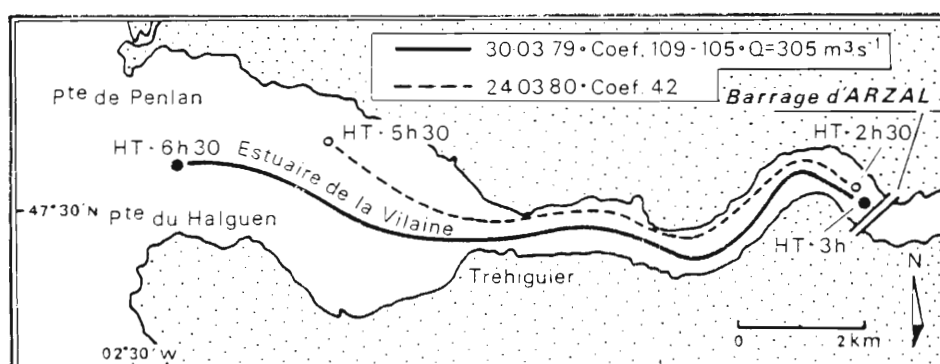 30·03 79·Coef. 109-105·Q=305 m³s⁻¹
24 03 80·Coef. 42
Pte de Penlan
Barrage d'ARZAL
HT·5h30
HT·2h30
HT·6h30
Estuaire de la Vilaine
47°30'N
Pte du Halguen
HT·3h
Tréhiguier
N
02°30'W
0
2 km